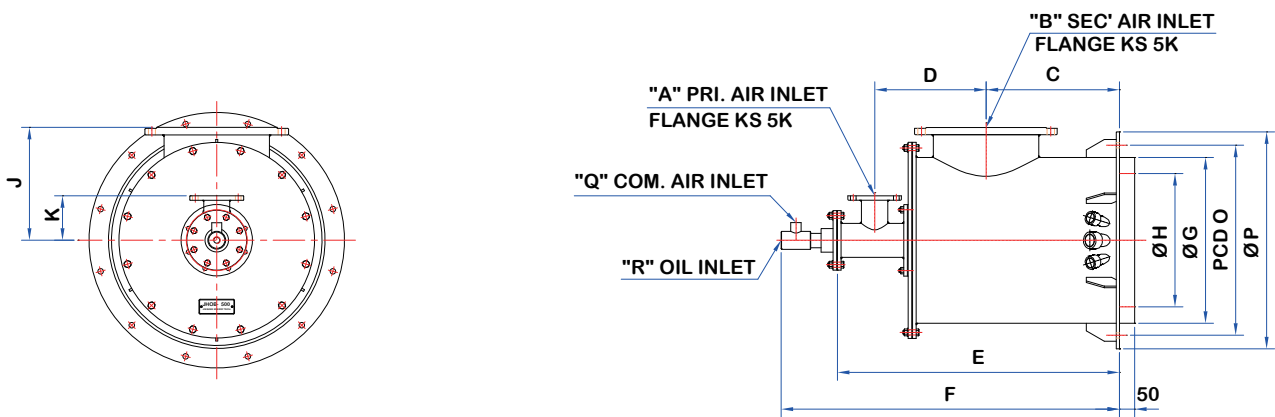 "B" SEC' AIR INLET
FLANGE KS 5K
D
C
"A" PRI. AIR INLET
FLANGE KS 5K
"Q" COM. AIR INLET
"R" OIL INLET
J
K
ØH
ØG
PCD O
ØP
E
F
50